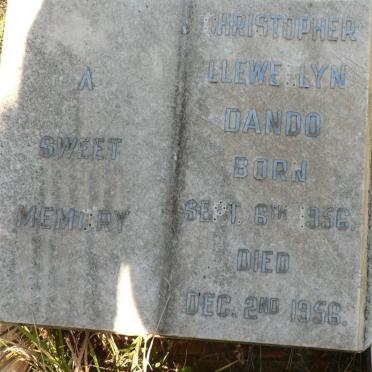 A
SWEET
MEMORY
CHRISTOPHER
LLEWELLYN
DANDO
BORN
SEPT. 6TH 1956
DIED
DEC. 2ND 1956.